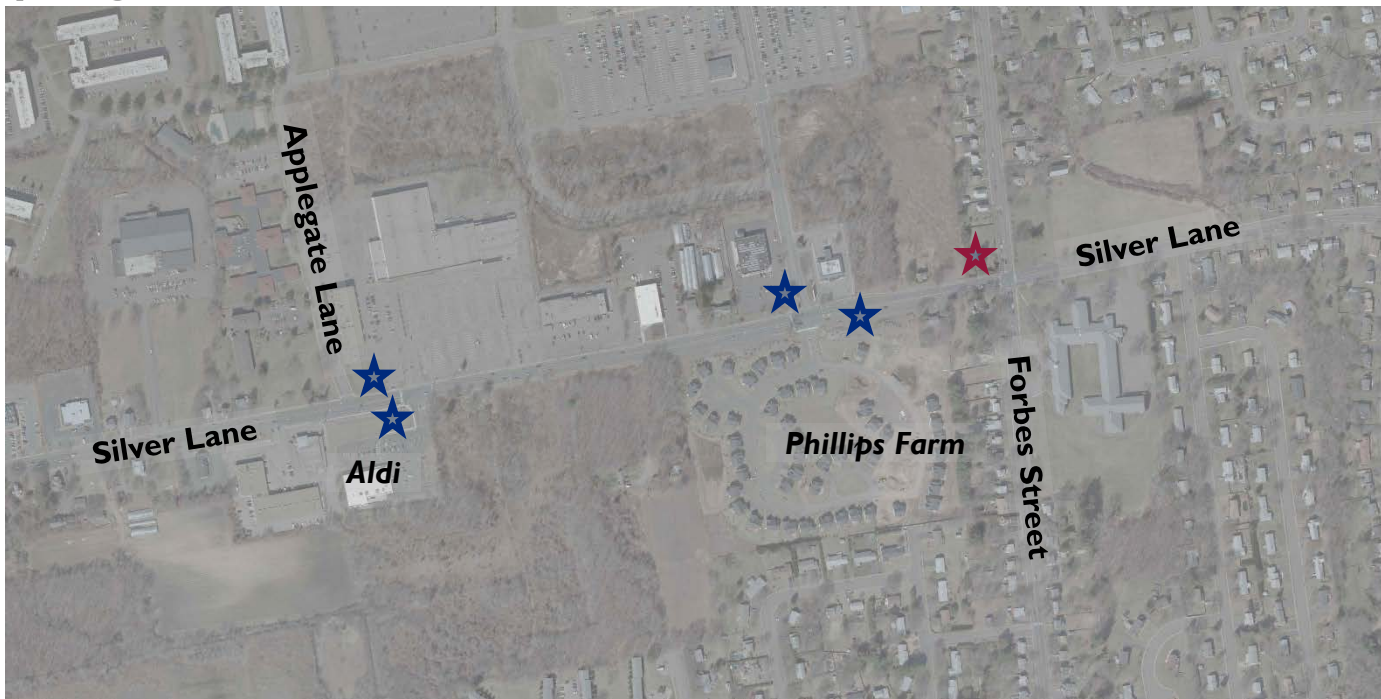 Applegate Lane
Silver Lane
Silver Lane
Aldi
Phillips Farm
Forbes Street